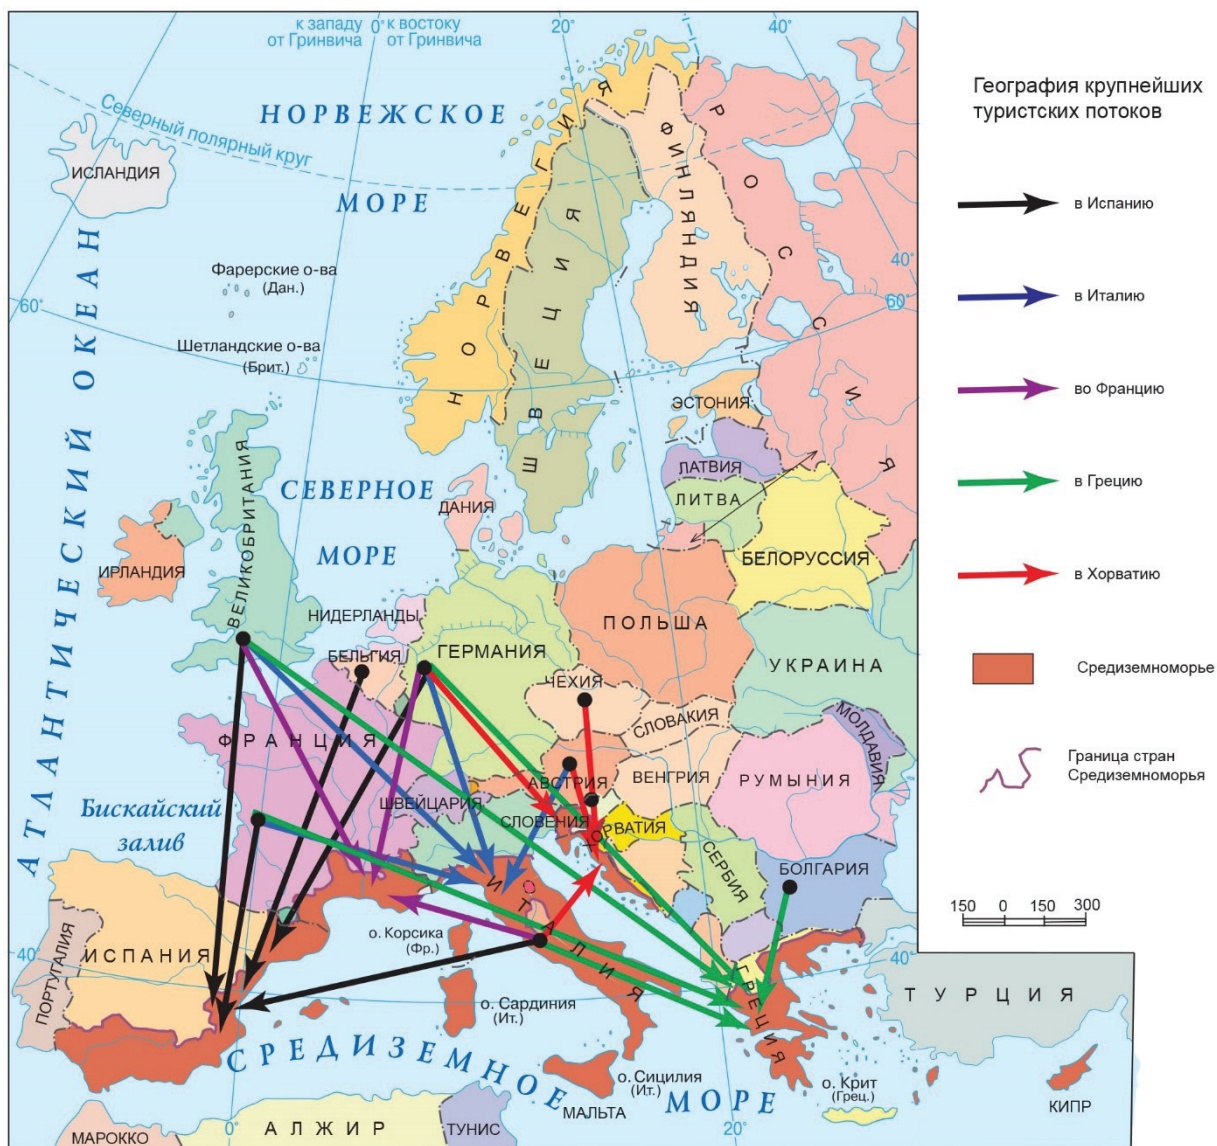 к западу 0° к востоку
от Гринвича от Гринвича
20°
40°
НОРВЕЖСКОЕ
МОРЕ
Северный полярный круг
ИСЛАНДИЯ
АТЛАНТИЧЕСКИЙ ОКЕАН
60°
Фарерские о-ва
(Дан.)
Шетландские о-ва
(Брит.)
НОРВЕГИЯ
ШВЕЦИЯ
ФИНЛЯНДИЯ
РОССИЯ
40°
60°
ЭСТОНИЯ
ЛАТВИЯ
ЛИТВА
СЕВЕРНОЕ
МОРЕ
ДАНИЯ
ВЕЛИКОБРИТАНИЯ
ИРЛАНДИЯ
БЕЛОРУССИЯ
НИДЕРЛАНДЫ
БЕЛЬГИЯ
ГЕРМАНИЯ
ПОЛЬША
УКРАИНА
ЧЕХИЯ
СЛОВАКИЯ
МОЛДАВИЯ
ФРАНЦИЯ
АВСТРИЯ
ВЕНГРИЯ
РУМЫНИЯ
ШВЕЙЦАРИЯ
СЛОВЕНИЯ
ХОРВАТИЯ
Бискайский
залив
СЕРБИЯ
БОЛГАРИЯ
ИТАЛИЯ
ИСПАНИЯ
ПОРТУГАЛИЯ
40°
о. Корсика
(Фр.)
о. Сардиния
(Ит.)
ГРЕЦИЯ
40°
ТУРЦИЯ
СРЕДИЗЕМНОЕ
МОРЕ
о. Сицилия
(Ит.)
МАЛЬТА
о. Крит
(Грец.)
КИПР
МАРОККО
0°
АЛЖИР
ТУНИС
20°
География крупнейших
туристских потоков
в Испанию
в Италию
во Францию
в Грецию
в Хорватию
Средиземноморье
Граница стран
Средиземноморья
150 0 150 300